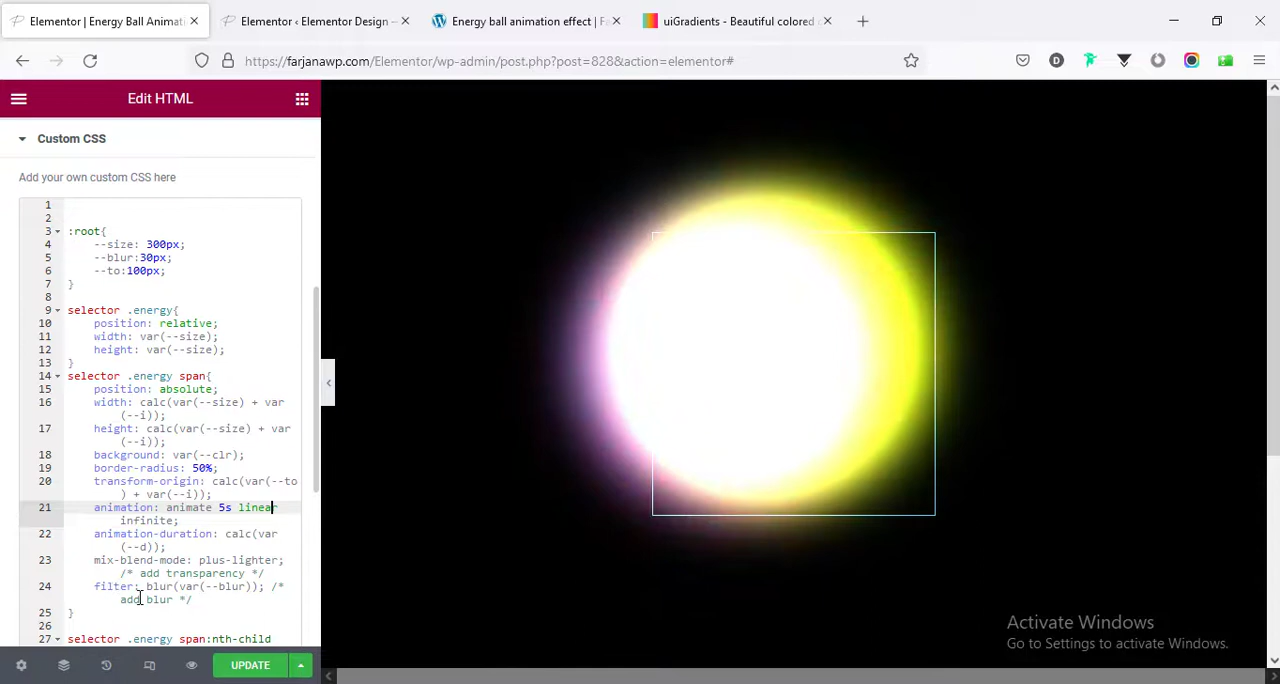 Elementor | Energy Ball Animati
Elementor ‹ Elementor Design –
Energy ball animation effect | F
uiGradients - Beautiful colored
https://farjanawp.com/Elementor/wp-admin/post.php?post=828&action=elementor#
Edit HTML
Custom CSS
Add your own custom CSS here
1
2
3 :root{
4 --size: 300px;
5 --blur:30px;
6 --to:100px;
7 }
8
9 selector .energy{
10 position: relative;
11 width: var(--size);
12 height: var(--size);
13 }
14 selector .energy span{
15 position: absolute;
16 width: calc(var(--size) + var
(--i));
17 height: calc(var(--size) + var
(--i));
18 background: var(--clr);
19 border-radius: 50%;
20 transform-origin: calc(var(--to
) + var(--i));
21 animation: animate 5s linear
infinite;
22 animation-duration: calc(var
(--d));
23 mix-blend-mode: plus-lighter;
/* add transparency */
24 filter: blur(var(--blur)); /*
add blur */
25 }
26
27 selector .energy span:nth-child
UPDATE
Activate Windows
Go to Settings to activate Windows.